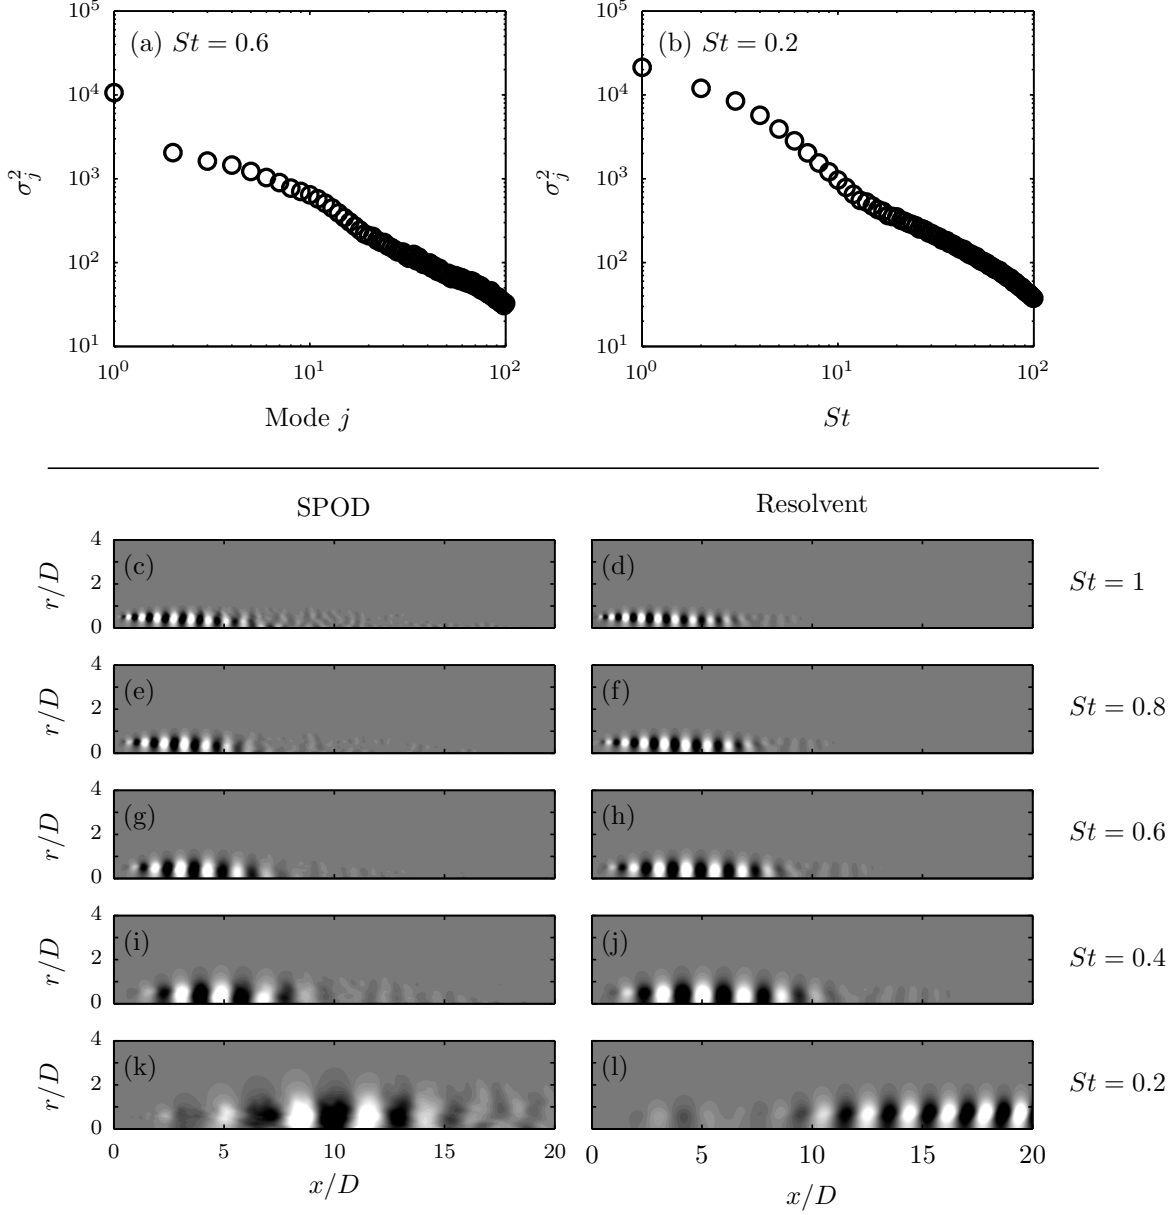 (a) St = 0.6
10^5
10^4
10^3
10^2
10^1
σ_j^2
10^0 10^1 10^2
Mode j
(b) St = 0.2
10^5
10^4
10^3
10^2
10^1
σ_j^2
10^0 10^1 10^2
St
SPOD Resolvent
4 (c) (d)
r/D 2 St = 1
0
4 (e) (f)
r/D 2 St = 0.8
0
4 (g) (h)
r/D 2 St = 0.6
0
4 (i) (j)
r/D 2 St = 0.4
0
4 (k) (l)
r/D 2 St = 0.2
0
0 5 10 15 20 0 5 10 15 20
x/D x/D